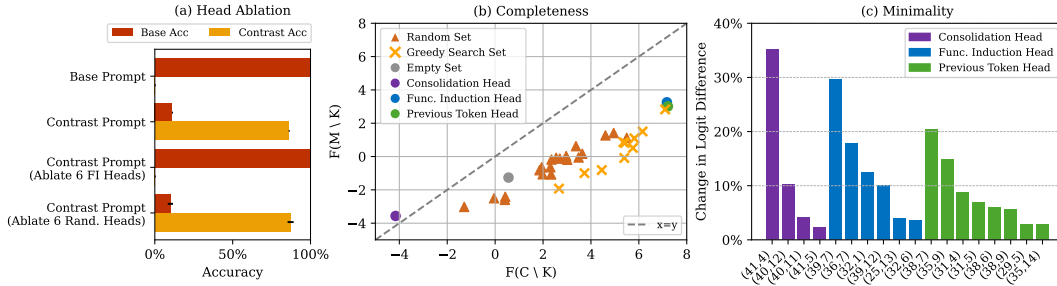 (a) Head Ablation
Base Acc
Contrast Acc
Base Prompt
Contrast Prompt
Contrast Prompt
(Ablate 6 FI Heads)
Contrast Prompt
(Ablate 6 Rand. Heads)
0%
50%
100%
Accuracy
(b) Completeness
Random Set
Greedy Search Set
Empty Set
Consolidation Head
Func. Induction Head
Previous Token Head
x=y
F(M \ K)
8
6
4
2
0
−2
−4
−4
−2
0
2
4
6
8
F(C \ K)
(c) Minimality
Consolidation Head
Func. Induction Head
Previous Token Head
Change in Logit Difference
40%
30%
20%
10%
0%
(41,4)
(40,12)
(40,11)
(41,5)
(39,7)
(36,7)
(32,1)
(39,12)
(25,13)
(32,6)
(38,7)
(35,9)
(31,4)
(31,5)
(38,6)
(38,9)
(29,5)
(35,14)